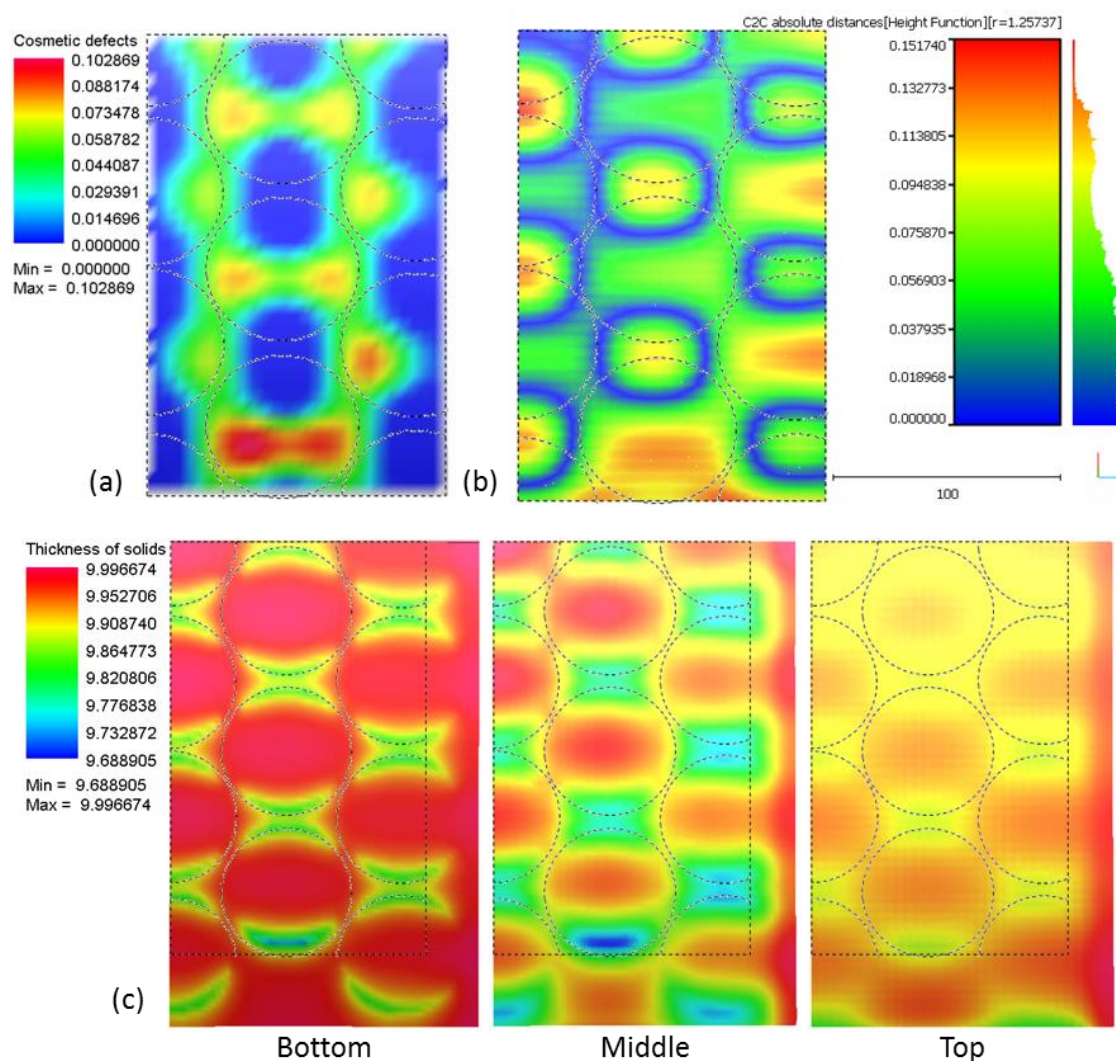 Cosmetic defects
0.102869
0.088174
0.073478
0.058782
0.044087
0.029391
0.014696
0.000000
Min = 0.000000
Max = 0.102869
(a)
C2C absolute distances[Height Function][r=1.25737]
0.151740
0.132773
0.113805
0.094838
0.075870
0.056903
0.037935
0.018968
0.000000
100
(b)
Thickness of solids
9.996674
9.952706
9.908740
9.864773
9.820806
9.776838
9.732872
9.688905
Min = 9.688905
Max = 9.996674
(c)
Bottom
Middle
Top